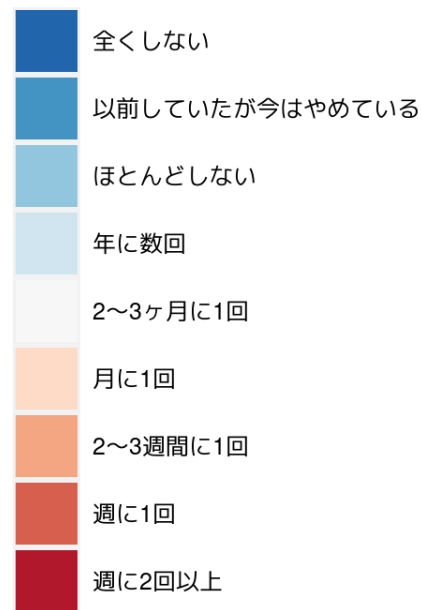 全くしない
以前していたが今はやめている
ほとんどしない
年に数回
2〜3ヶ月に1回
月に1回
2〜3週間に1回
週に1回
週に2回以上